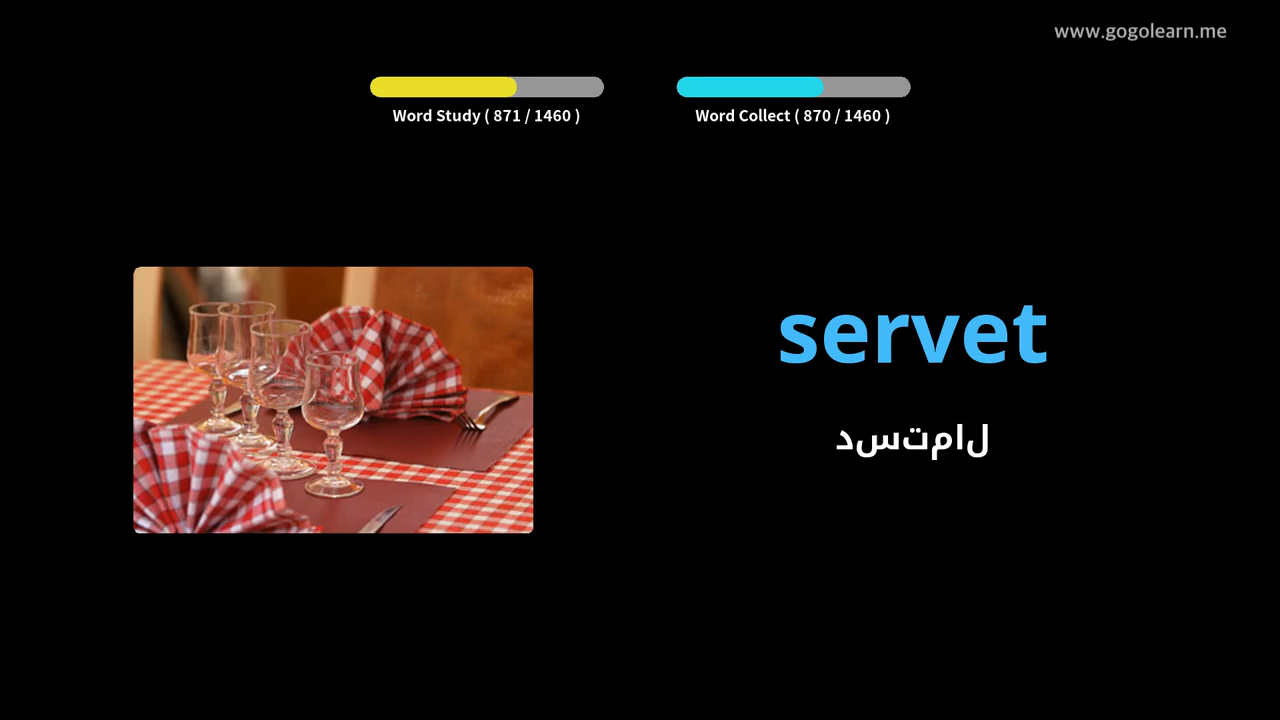 www.gogolearn.me
Word Study ( 871 / 1460 )
Word Collect ( 870 / 1460 )
servet
دستمال